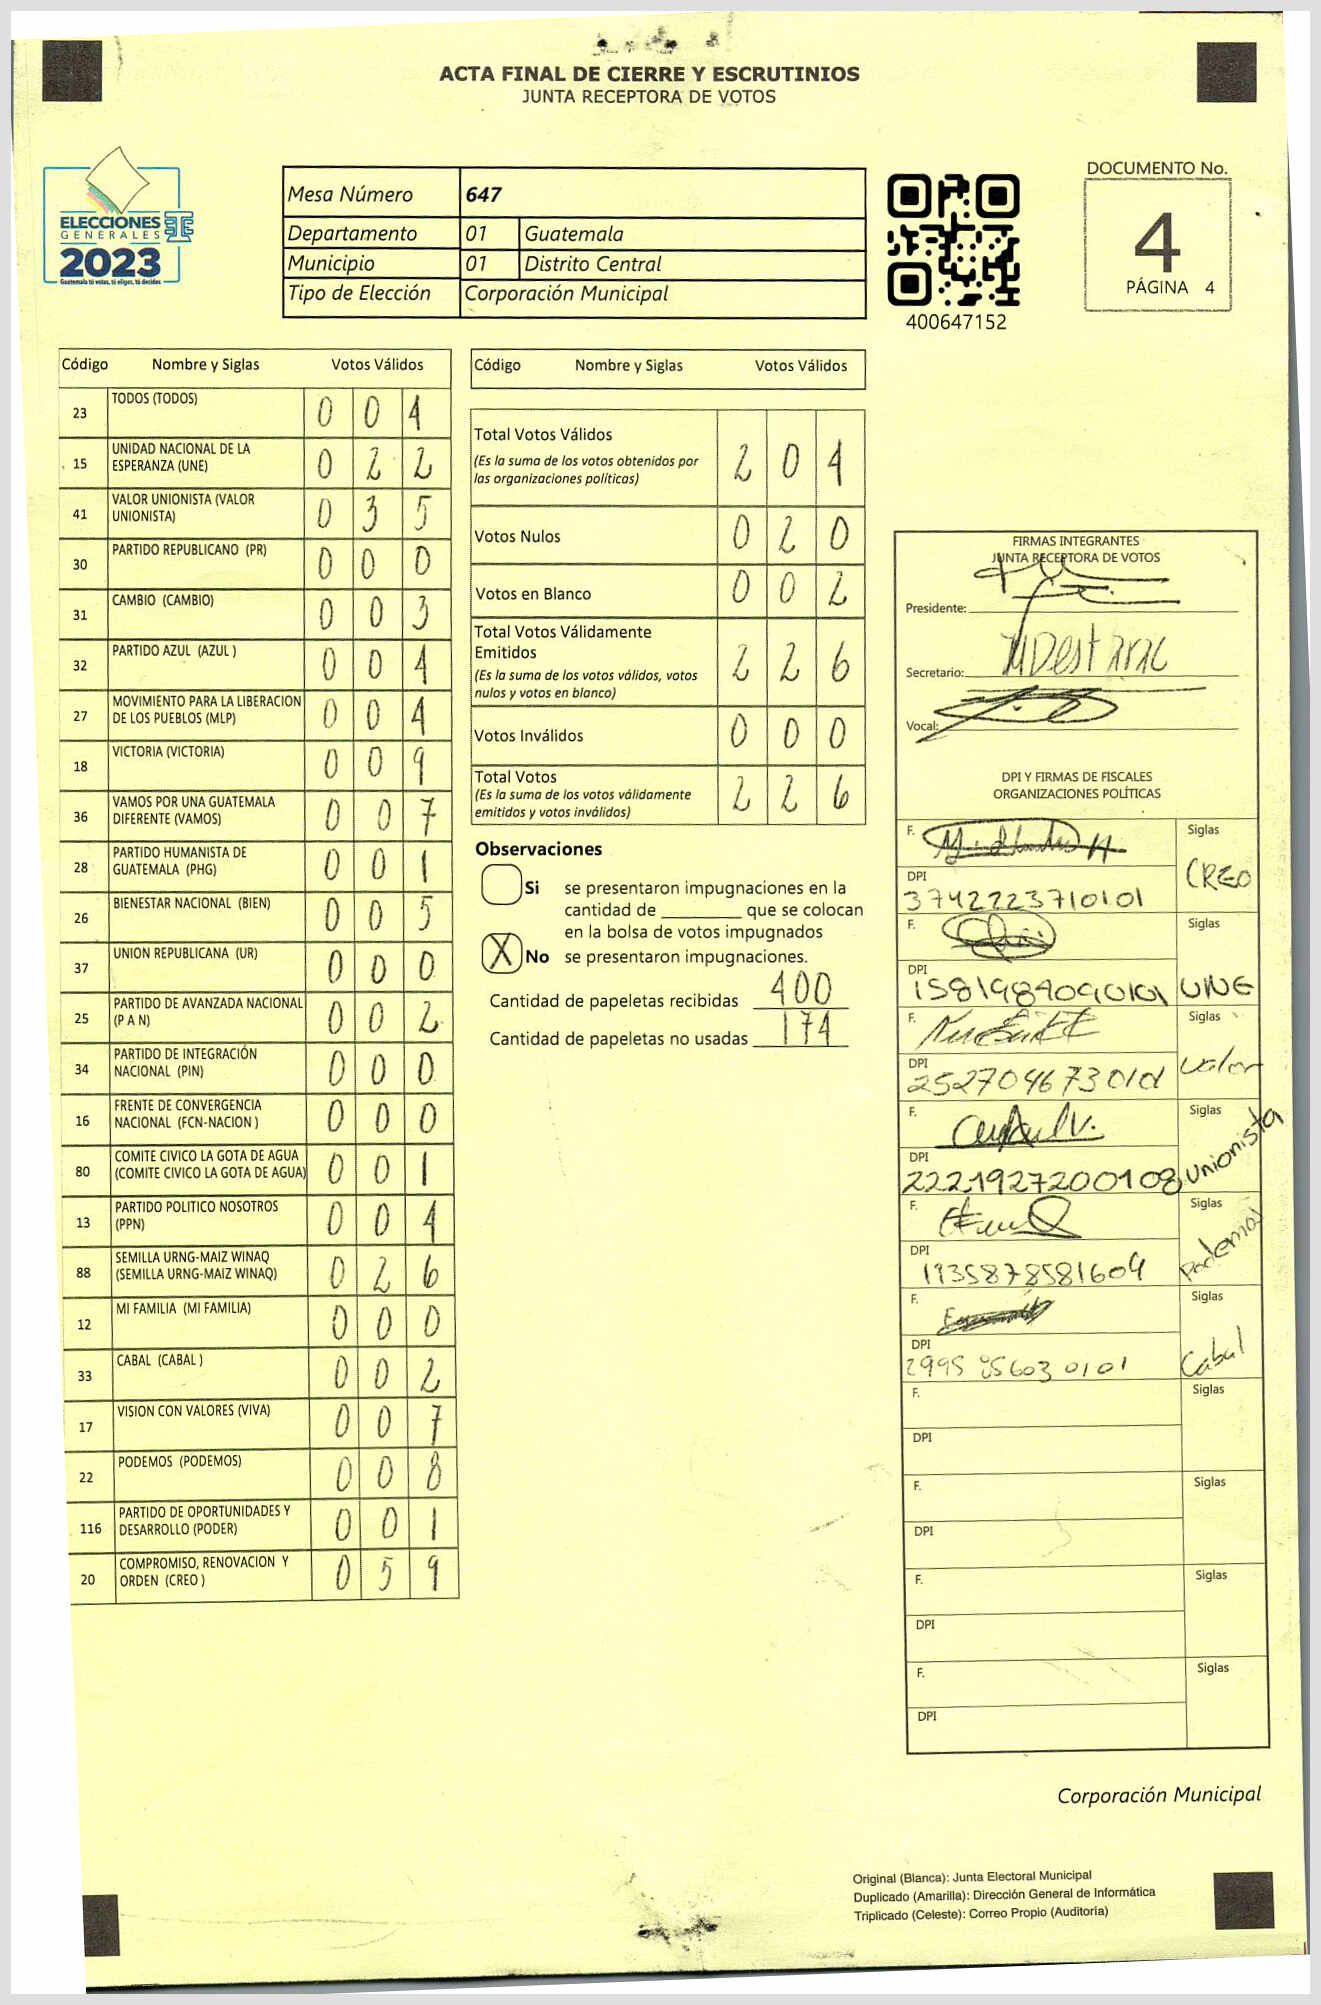 ACTA FINAL DE CIERRE Y ESCRUTINIOS
JUNTA RECEPTORA DE VOTOS
ELECCIONES
GENERALES
2023
Guatemala tú votas, tú eliges, tú decides
Mesa Número 647
Departamento 01 Guatemala
Municipio 01 Distrito Central
Tipo de Elección Corporación Municipal
400647152
DOCUMENTO No.
4
PÁGINA 4
Código Nombre y Siglas Votos Válidos
23 TODOS (TODOS) 0 0 4
15 UNIDAD NACIONAL DE LA
ESPERANZA (UNE) 0 2 2
41 VALOR UNIONISTA (VALOR
UNIONISTA) 0 3 5
30 PARTIDO REPUBLICANO (PR) 0 0 0
31 CAMBIO (CAMBIO) 0 0 3
32 PARTIDO AZUL (AZUL ) 0 0 4
27 MOVIMIENTO PARA LA LIBERACION
DE LOS PUEBLOS (MLP) 0 0 4
18 VICTORIA (VICTORIA) 0 0 9
36 VAMOS POR UNA GUATEMALA
DIFERENTE (VAMOS) 0 0 7
28 PARTIDO HUMANISTA DE
GUATEMALA (PHG) 0 0 1
26 BIENESTAR NACIONAL (BIEN) 0 0 5
37 UNION REPUBLICANA (UR) 0 0 0
25 PARTIDO DE AVANZADA NACIONAL
(P A N) 0 0 2
34 PARTIDO DE INTEGRACIÓN
NACIONAL (PIN) 0 0 0
16 FRENTE DE CONVERGENCIA
NACIONAL (FCN-NACION ) 0 0 0
80 COMITE CIVICO LA GOTA DE AGUA
(COMITE CIVICO LA GOTA DE AGUA) 0 0 1
13 PARTIDO POLITICO NOSOTROS
(PPN) 0 0 4
88 SEMILLA URNG-MAIZ WINAQ
(SEMILLA URNG-MAIZ WINAQ) 0 2 6
12 MI FAMILIA (MI FAMILIA) 0 0 0
33 CABAL (CABAL ) 0 0 2
17 VISION CON VALORES (VIVA) 0 0 7
22 PODEMOS (PODEMOS) 0 0 8
116 PARTIDO DE OPORTUNIDADES Y
DESARROLLO (PODER) 0 0 1
20 COMPROMISO, RENOVACION Y
ORDEN (CREO ) 0 5 9
Código Nombre y Siglas Votos Válidos
Total Votos Válidos 2 0 4
(Es la suma de los votos obtenidos por
las organizaciones políticas)
Votos Nulos 0 2 0
Votos en Blanco 0 0 2
Total Votos Válidamente
Emitidos 2 2 6
(Es la suma de los votos válidos, votos
nulos y votos en blanco)
Votos Inválidos 0 0 0
Total Votos 2 2 6
(Es la suma de los votos válidamente
emitidos y votos inválidos)
Observaciones
Si se presentaron impugnaciones en la
cantidad de ________ que se colocan
en la bolsa de votos impugnados
X No se presentaron impugnaciones.
Cantidad de papeletas recibidas 400
Cantidad de papeletas no usadas 174
FIRMAS INTEGRANTES
JUNTA RECEPTORA DE VOTOS
Presidente:
Secretario:
Vocal:
DPI Y FIRMAS DE FISCALES
ORGANIZACIONES POLÍTICAS
F. Siglas
CREO
DPI
3742223710101
F. Siglas
DPI
UNE
F. Siglas
DPI
Valor
2527046730101
F. Siglas
DPI
2221927200108 Unionista
F. Siglas
DPI
1935878581609 Podemos
F. Siglas
DPI
Cabal
F. Siglas
DPI
F. Siglas
DPI
F. Siglas
DPI
F. Siglas
DPI
Corporación Municipal
Original (Blanca): Junta Electoral Municipal
Duplicado (Amarilla): Dirección General de Informática
Triplicado (Celeste): Correo Propio (Auditoría)